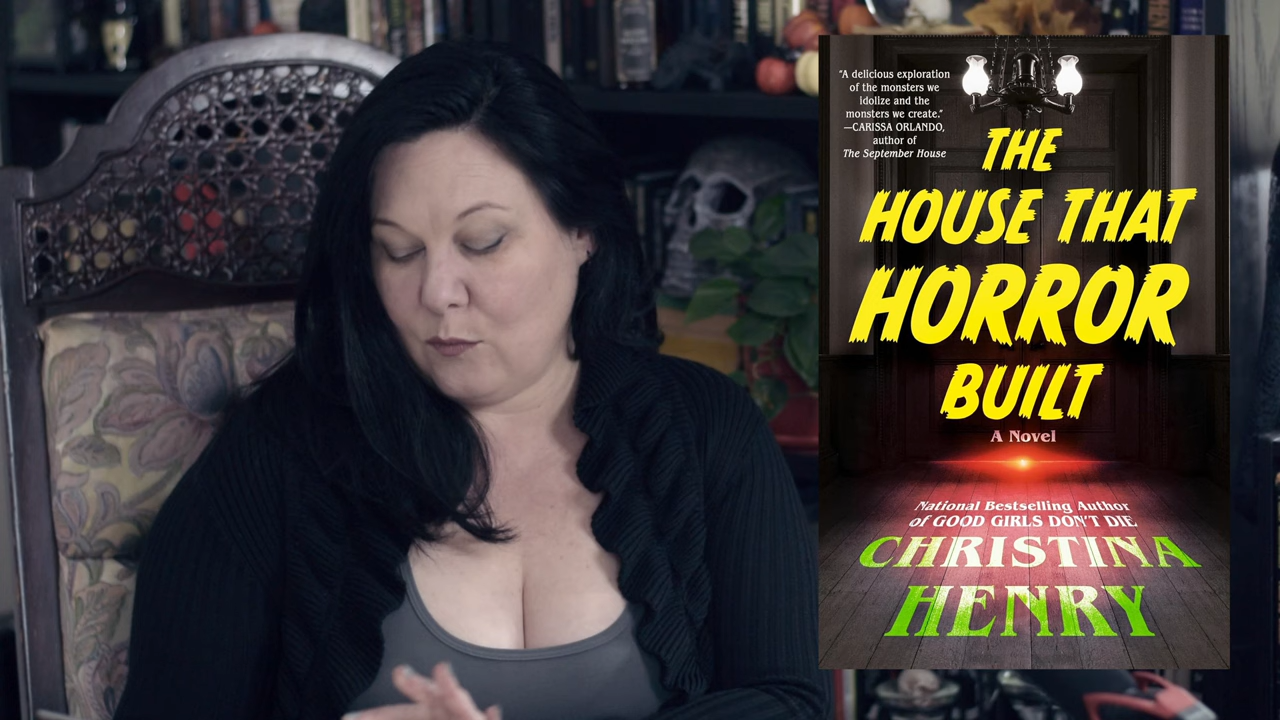 "A delicious exploration
of the monsters we
idolize and the
monsters we create."
—CARISSA ORLANDO,
author of
The September House
THE
HOUSE THAT
HORROR
BUILT
A Novel
National Bestselling Author
of GOOD GIRLS DON'T DIE
CHRISTINA
HENRY